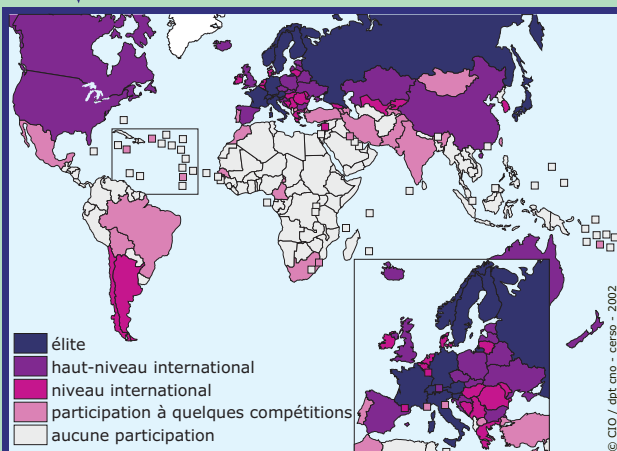 élite
haut-niveau international
niveau international
participation à quelques compétitions
aucune participation
© CIO / dpt cno - cerso - 2002